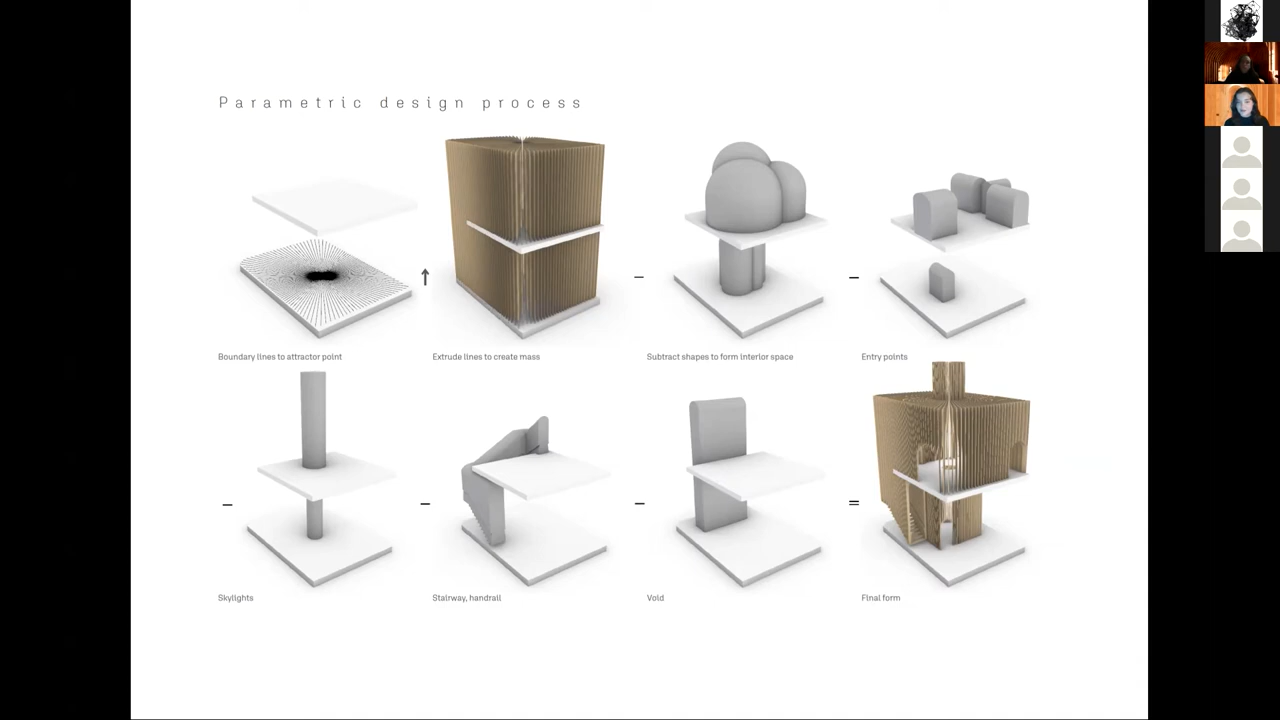 Parametric design process
Boundary lines to attractor point
Extrude lines to create mass
Subtract shapes to form interior space
Entry points
Skylights
Stairway, handrail
Void
Final form